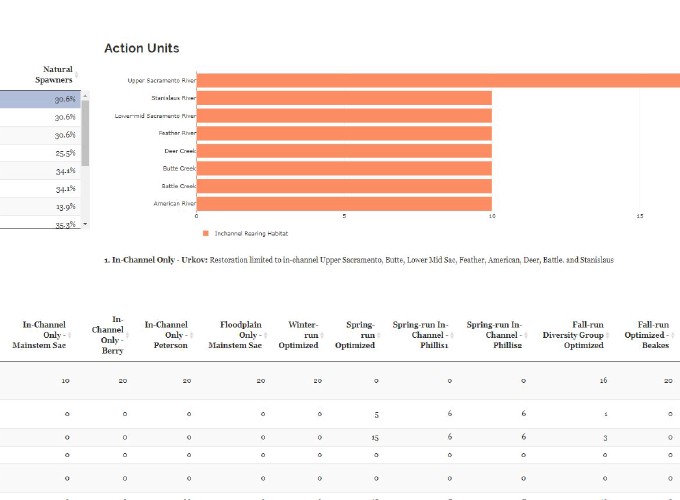 Action Units
Natural
Spawners
30.6%
30.6%
30.6%
25.5%
34.1%
34.1%
13.9%
35.3%
Upper Sacramento River
Stanislaus River
Lower-mid Sacramento River
Feather River
Deer Creek
Butte Creek
Battle Creek
American River
0 5 10 15
Inchannel Rearing Habitat
1. In-Channel Only - Urkov: Restoration limited to in-channel Upper Sacramento, Butte, Lower Mid Sac, Feather, American, Deer, Battle, and Stanislaus
In-Channel
Only -
Mainstem Sac
In-
Channel
Only -
Berry
In-Channel
Only -
Peterson
Floodplain
Only -
Mainstem Sac
Winter-
run
Optimized
Spring-
run
Optimized
Spring-run In-
Channel -
Phillis1
Spring-run In-
Channel -
Phillis2
Fall-run
Diversity Group
Optimized
Fall-run
Optimized -
Beakes
10 20 20 20 20 0 0 0 16 20
0 0 0 0 0 5 6 6 1 0
0 0 0 0 0 15 6 6 3 0
0 0 0 0 0 0 0 0 0 0
0 0 0 0 0 0 0 0 0 0